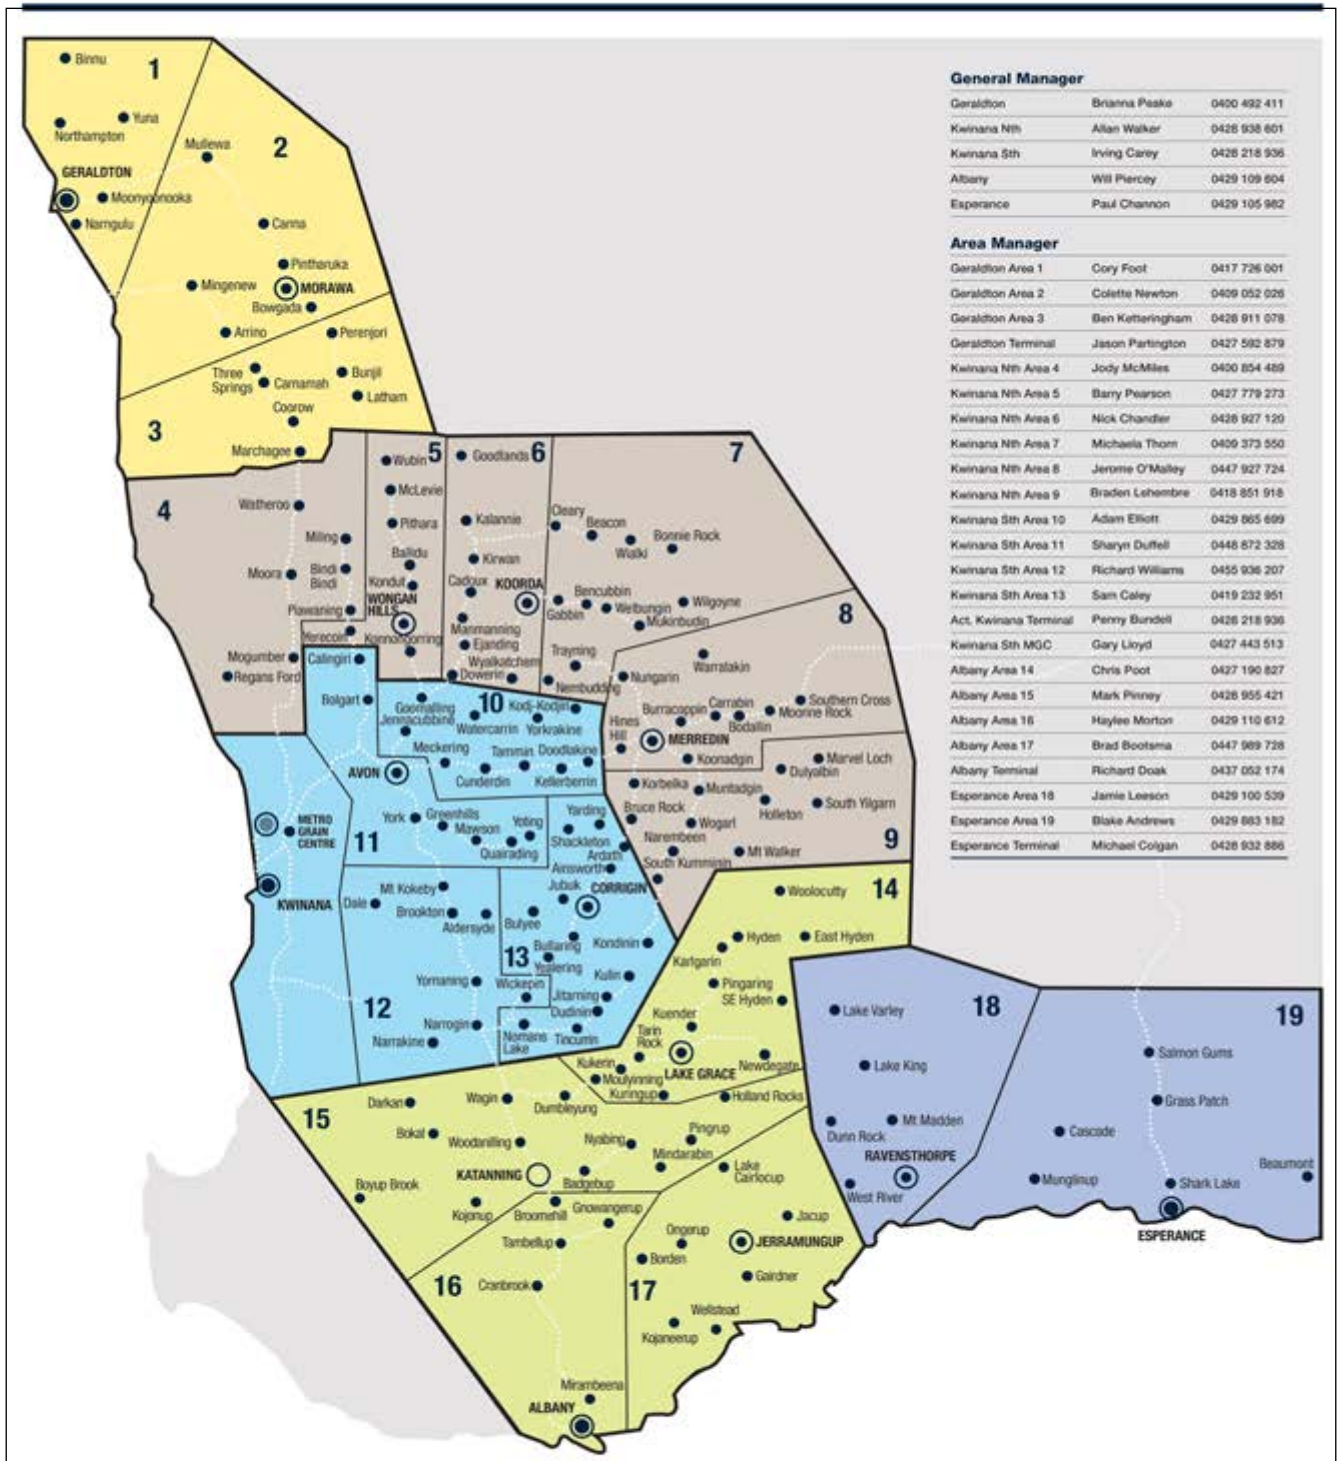 General Manager
Geraldton Brianna Peake 0400 492 411
Kwinana Nth Allan Walker 0428 938 601
Kwinana Sth Irving Carey 0428 218 936
Albany Will Piercey 0429 109 604
Esperance Paul Channon 0429 105 982
Area Manager
Geraldton Area 1 Cory Foot 0417 726 001
Geraldton Area 2 Colette Newton 0409 052 026
Geraldton Area 3 Ben Ketteringham 0428 911 078
Geraldton Terminal Jason Partington 0427 592 879
Kwinana Nth Area 4 Jody McMiles 0400 854 489
Kwinana Nth Area 5 Barry Pearson 0427 779 273
Kwinana Nth Area 6 Nick Chandler 0428 927 120
Kwinana Nth Area 7 Michaela Thorn 0409 373 550
Kwinana Nth Area 8 Jerome O'Malley 0447 927 724
Kwinana Nth Area 9 Braden Lehembre 0418 851 918
Kwinana Sth Area 10 Adam Elliott 0429 865 699
Kwinana Sth Area 11 Sharyn Duffell 0448 872 328
Kwinana Sth Area 12 Richard Williams 0455 936 207
Kwinana Sth Area 13 Sam Caley 0419 232 951
Act. Kwinana Terminal Penny Bundell 0428 218 936
Kwinana Sth MGC Gary Lloyd 0427 443 513
Albany Area 14 Chris Poot 0427 190 827
Albany Area 15 Mark Pinney 0428 955 421
Albany Area 16 Haylee Morton 0429 110 612
Albany Area 17 Brad Bootsma 0447 989 728
Albany Terminal Richard Doak 0437 052 174
Esperance Area 18 Jamie Leeson 0429 100 539
Esperance Area 19 Blake Andrews 0429 883 182
Esperance Terminal Michael Colgan 0428 932 886
1
Binnu
Yuna
Northampton
GERALDTON
Moonyoonooka
Narngulu
2
Mullewa
Canna
Pintharuka
Mingenew
MORAWA
Bowgada
Arrino
3
Perenjori
Three
Springs
Carnamah
Bunjil
Latham
Coorow
Marchagee
4
Watheroo
Miling
Moora
Bindi
Bindi
Piawaning
Yerecoin
Mogumber
Regans Ford
5
Wubin
McLevie
Pithara
Ballidu
Kondut
WONGAN
HILLS
Konnongorring
6
Goodlands
Kalannie
Kirwan
Cadoux
KOORDA
Manmanning
Ejanding
Wyalkatchem
Dowerin
7
Cleary
Beacon
Wialki
Bonnie Rock
Gabbin
Bencubbin
Welbungin
Wilgoyne
Mukinbudin
Trayning
Nembudding
8
Warralakin
Nungarin
Southern Cross
Burracoppin
Carrabin
Moorine Rock
Bodallin
Hines
Hill
MERREDIN
Koonadgin
9
Marvel Loch
Dulyalbin
Korbelka
Muntadgin
Holleton
South Yilgarn
Bruce Rock
Wogarl
Narembeen
Mt Walker
South Kumminin
10
Calingiri
Bolgart
Goomalling
Kodj-Kodjin
Jennacubbine
Watercarrin
Yorkrakine
Meckering
Tammin
Doodlakine
Cunderdin
Kellerberrin
AVON
11
METRO
GRAIN
CENTRE
KWINANA
York
Greenhills
Mawson
Yoting
Quairading
12
Mt Kokeby
Dale
Brookton
Aldersyde
Yornaning
Narrogin
Narrakine
13
Yarding
Shackleton
Ardath
Ainsworth
Jubuk
CORRIGIN
Bulyee
Bullaring
Kondinin
Yealering
Kulin
Wickepin
Jitarning
Dudinin
Nomans
Lake
Tincurrin
14
Woolocutty
Hyden
East Hyden
Karlgarin
Pingaring
SE Hyden
Kuender
Tarin
Rock
Newdegate
LAKE GRACE
Kukerin
Moulyinning
Kuringup
Holland Rocks
15
Darkan
Wagin
Dumbleyung
Bokal
Woodanilling
Nyabing
Pingrup
Mindarabin
KATANNING
Badgebup
Boyup Brook
Kojonup
16
Broomehill
Gnowangerup
Tambellup
Cranbrook
Mirambeena
ALBANY
17
Lake
Cairlocup
Jacup
Ongerup
JERRAMUNGUP
Borden
Gairdner
Wellstead
Kojaneerup
18
Lake Varley
Lake King
Mt Madden
Dunn Rock
RAVENSTHORPE
West River
19
Salmon Gums
Grass Patch
Cascade
Munglinup
Shark Lake
Beaumont
ESPERANCE